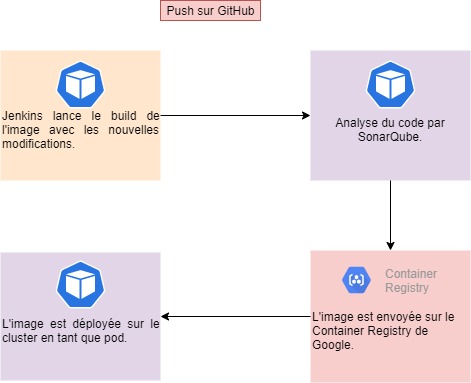 Push sur GitHub
Jenkins lance le build de
l'image avec les nouvelles
modifications.
Analyse du code par
SonarQube.
L'image est déployée sur le
cluster en tant que pod.
Container
Registry
L'image est envoyée sur le
Container Registry de
Google.